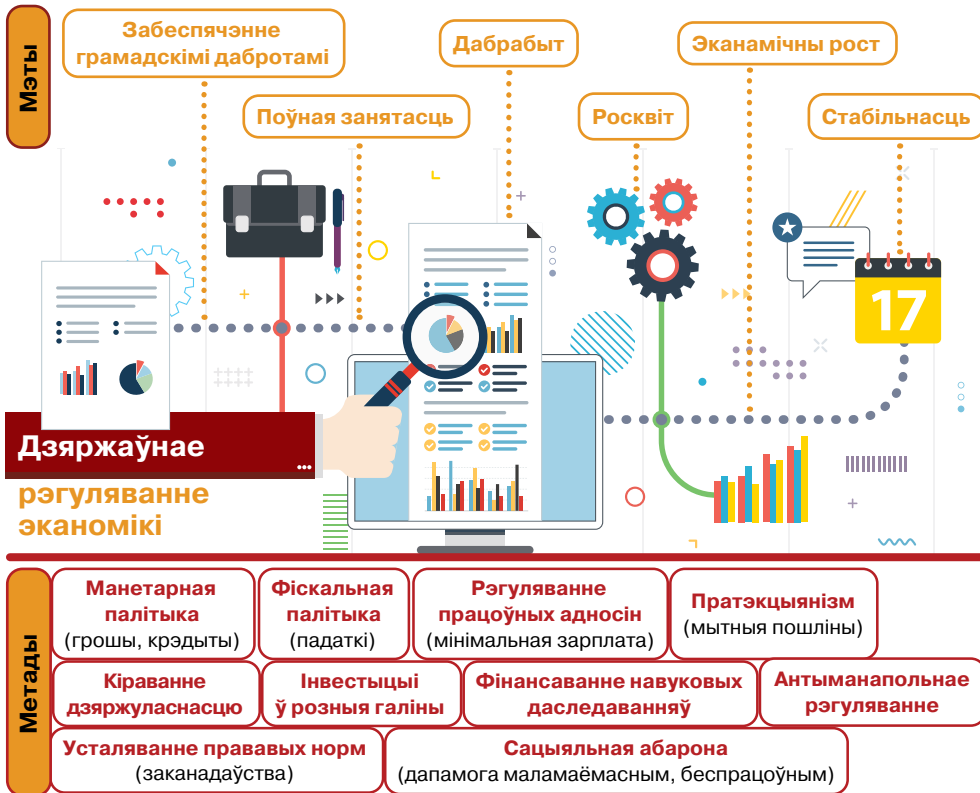 Мэты
Забеспячэнне
грамадскімі дабротамі
Дабрабыт
Эканамічны рост
Поўная занятасць
Росквіт
Стабільнасць
17
Дзяржаўнае
...
рэгуляванне
эканомікі
Метады
Манетарная
палітыка
(грошы, крэдыты)
Фіскальная
палітыка
(падаткі)
Рэгуляванне
працоўных адносін
(мінімальная зарплата)
Пратэкцыянізм
(мытныя пошліны)
Кіраванне
дзяржуласнасцю
Інвестыцыі
ў розныя галіны
Фінансаванне навуковых
даследаванняў
Антыманапольнае
рэгуляванне
Усталяванне прававых норм
(заканадаўства)
Сацыяльная абарона
(дапамога маламаёмасным, беспрацоўным)